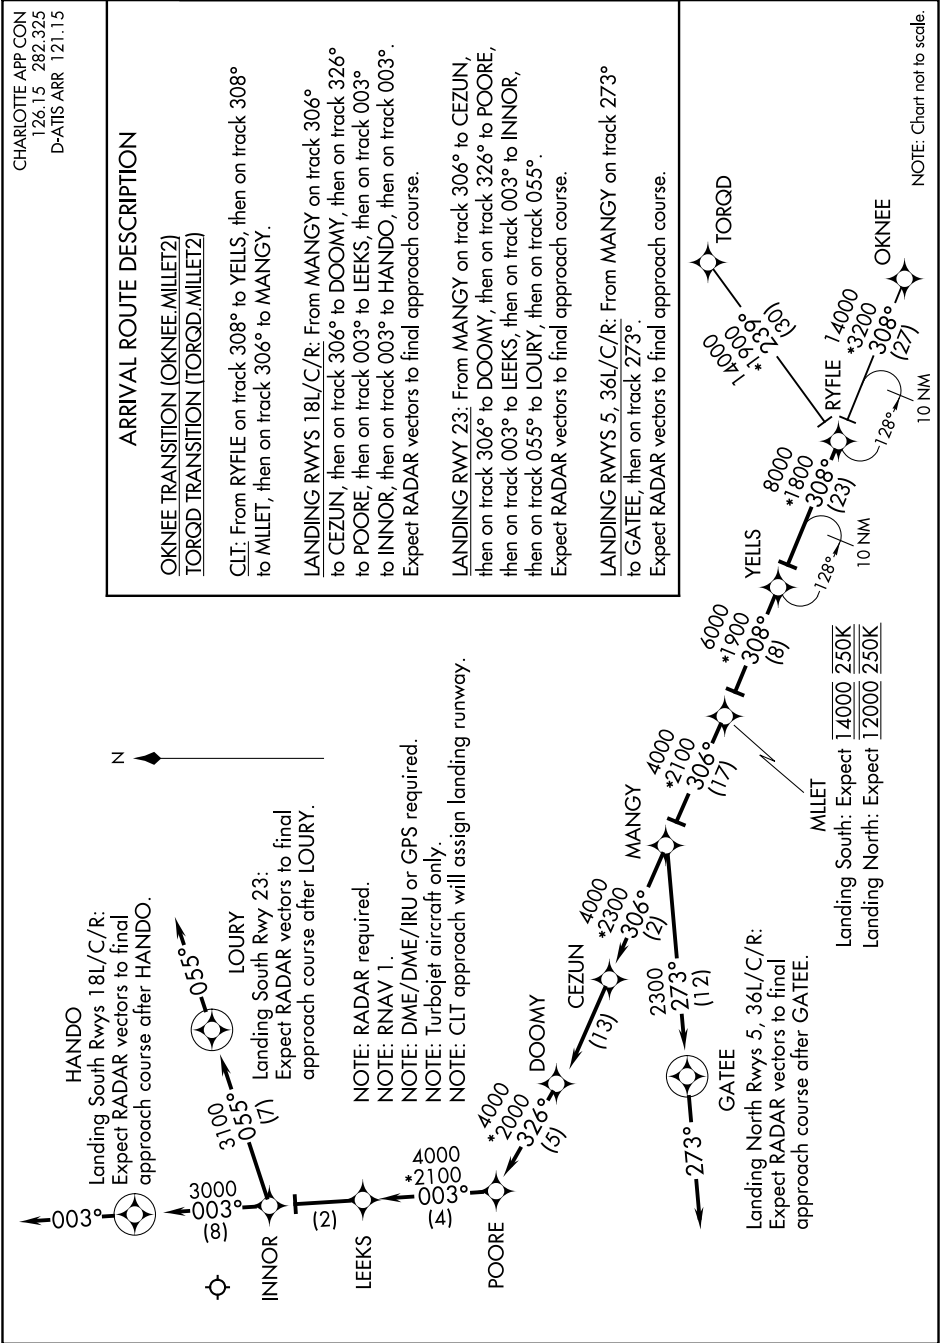 CHARLOTTE APP CON
126.15 282.325
D-ATIS ARR 121.15
ARRIVAL ROUTE DESCRIPTION
OKNEE TRANSITION (OKNEE.MILLET2)
TORQD TRANSITION (TORQD.MILLET2)
CLT: From RYFLE on track 308° to YELLS, then on track 308°
to MLLET, then on track 306° to MANGY.
LANDING RWYS 18L/C/R: From MANGY on track 306°
to CEZUN, then on track 306° to DOOMY, then on track 326°
to POORE, then on track 003° to LEEKS, then on track 003°
to INNOR, then on track 003° to HANDO, then on track 003°.
Expect RADAR vectors to final approach course.
LANDING RWY 23: From MANGY on track 306° to CEZUN,
then on track 306° to DOOMY, then on track 326° to POORE,
then on track 003° to LEEKS, then on track 003° to INNOR,
then on track 055° to LOURY, then on track 055°.
Expect RADAR vectors to final approach course.
LANDING RWYS 5, 36L/C/R: From MANGY on track 273°
to GATEE, then on track 273°.
Expect RADAR vectors to final approach course.
N
HANDO
Landing South Rwys 18L/C/R:
Expect RADAR vectors to final
approach course after HANDO.
003°
3000
003°
(8)
055°
LOURY
Landing South Rwy 23:
Expect RADAR vectors to final
approach course after LOURY.
3100
055°
(7)
INNOR
(2)
LEEKS
4000
*2100
003°
(4)
POORE
NOTE: RADAR required.
NOTE: RNAV 1.
NOTE: DME/DME/IRU or GPS required.
NOTE: Turbojet aircraft only.
NOTE: CLT approach will assign landing runway.
4000
*2000
326°
(5)
DOOMY
(13)
CEZUN
4000
*2300
306°
(2)
MANGY
2300
273°
(12)
273°
GATEE
Landing North Rwys 5, 36L/C/R:
Expect RADAR vectors to final
approach course after GATEE.
4000
*2100
306°
(17)
MLLET
Landing South: Expect 14000 250K
Landing North: Expect 12000 250K
6000
*1900
308°
(8)
YELLS
128°
10 NM
8000
*1800
308°
(23)
RYFLE
128°
10 NM
14000
*1900
239°
(30)
TORQD
14000
*3200
308°
(27)
OKNEE
NOTE: Chart not to scale.